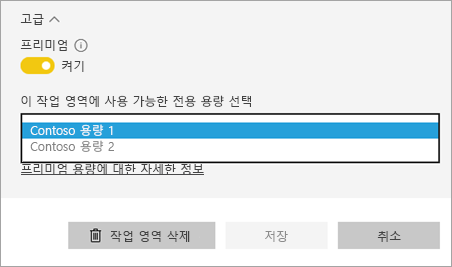 고급
프리미엄
켜기
이 작업 영역에 사용 가능한 전용 용량 선택
Contoso 용량 1
Contoso 용량 2
프리미엄 용량에 대한 자세한 정보
작업 영역 삭제 저장 취소